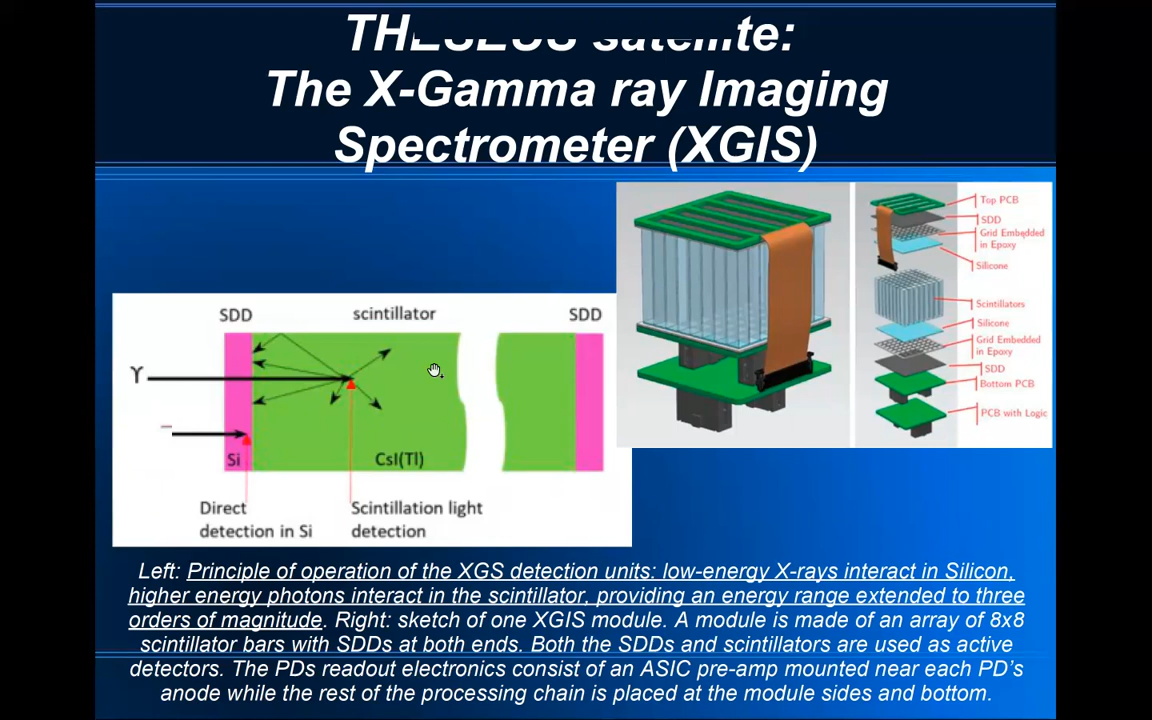 THESEUS satellite:
The X-Gamma ray Imaging
Spectrometer (XGIS)
SDD
scintillator
SDD
ϒ
Si
CsI(Tl)
Direct
detection in Si
Scintillation light
detection
Top PCB
SDD
Grid Embedded
in Epoxy
Silicone
Scintillators
Silicone
Grid Embedded
in Epoxy
SDD
Bottom PCB
PCB with Logic
Left: Principle of operation of the XGS detection units: low-energy X-rays interact in Silicon,
higher energy photons interact in the scintillator, providing an energy range extended to three
orders of magnitude. Right: sketch of one XGIS module. A module is made of an array of 8x8
scintillator bars with SDDs at both ends. Both the SDDs and scintillators are used as active
detectors. The PDs readout electronics consist of an ASIC pre-amp mounted near each PD's
anode while the rest of the processing chain is placed at the module sides and bottom.